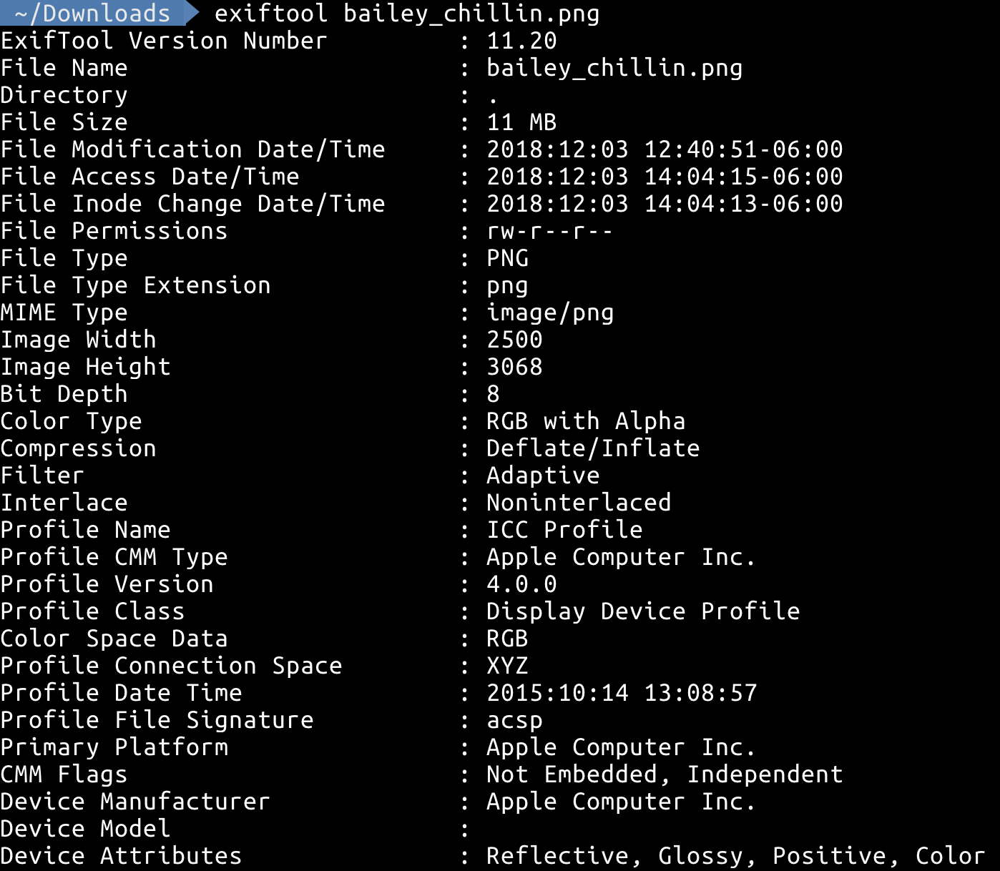 ~/Downloads exiftool bailey_chillin.png
ExifTool Version Number : 11.20
File Name : bailey_chillin.png
Directory : .
File Size : 11 MB
File Modification Date/Time : 2018:12:03 12:40:51-06:00
File Access Date/Time : 2018:12:03 14:04:15-06:00
File Inode Change Date/Time : 2018:12:03 14:04:13-06:00
File Permissions : rw-r--r--
File Type : PNG
File Type Extension : png
MIME Type : image/png
Image Width : 2500
Image Height : 3068
Bit Depth : 8
Color Type : RGB with Alpha
Compression : Deflate/Inflate
Filter : Adaptive
Interlace : Noninterlaced
Profile Name : ICC Profile
Profile CMM Type : Apple Computer Inc.
Profile Version : 4.0.0
Profile Class : Display Device Profile
Color Space Data : RGB
Profile Connection Space : XYZ
Profile Date Time : 2015:10:14 13:08:57
Profile File Signature : acsp
Primary Platform : Apple Computer Inc.
CMM Flags : Not Embedded, Independent
Device Manufacturer : Apple Computer Inc.
Device Model :
Device Attributes : Reflective, Glossy, Positive, Color